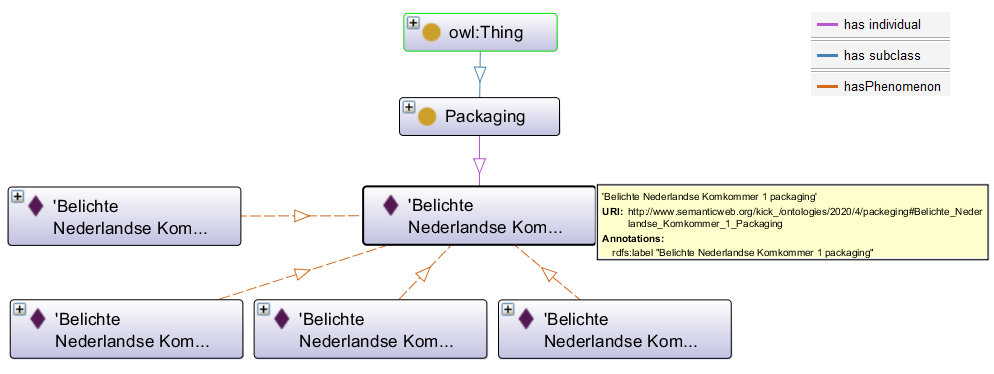 owl:Thing
has individual
has subclass
hasPhenomenon
Packaging
'Belichte
Nederlandse Kom...
'Belichte
Nederlandse Kom...
'Belichte Nederlandse Komkommer 1 packaging'
URI: http://www.semanticweb.org/kick_/ontologies/2020/4/packeging#Belichte_Neder
landse_Komkommer_1_Packaging
Annotations:
rdfs:label "Belichte Nederlandse Komkommer 1 packaging"
'Belichte
Nederlandse Kom...
'Belichte
Nederlandse Kom...
'Belichte
Nederlandse Kom...